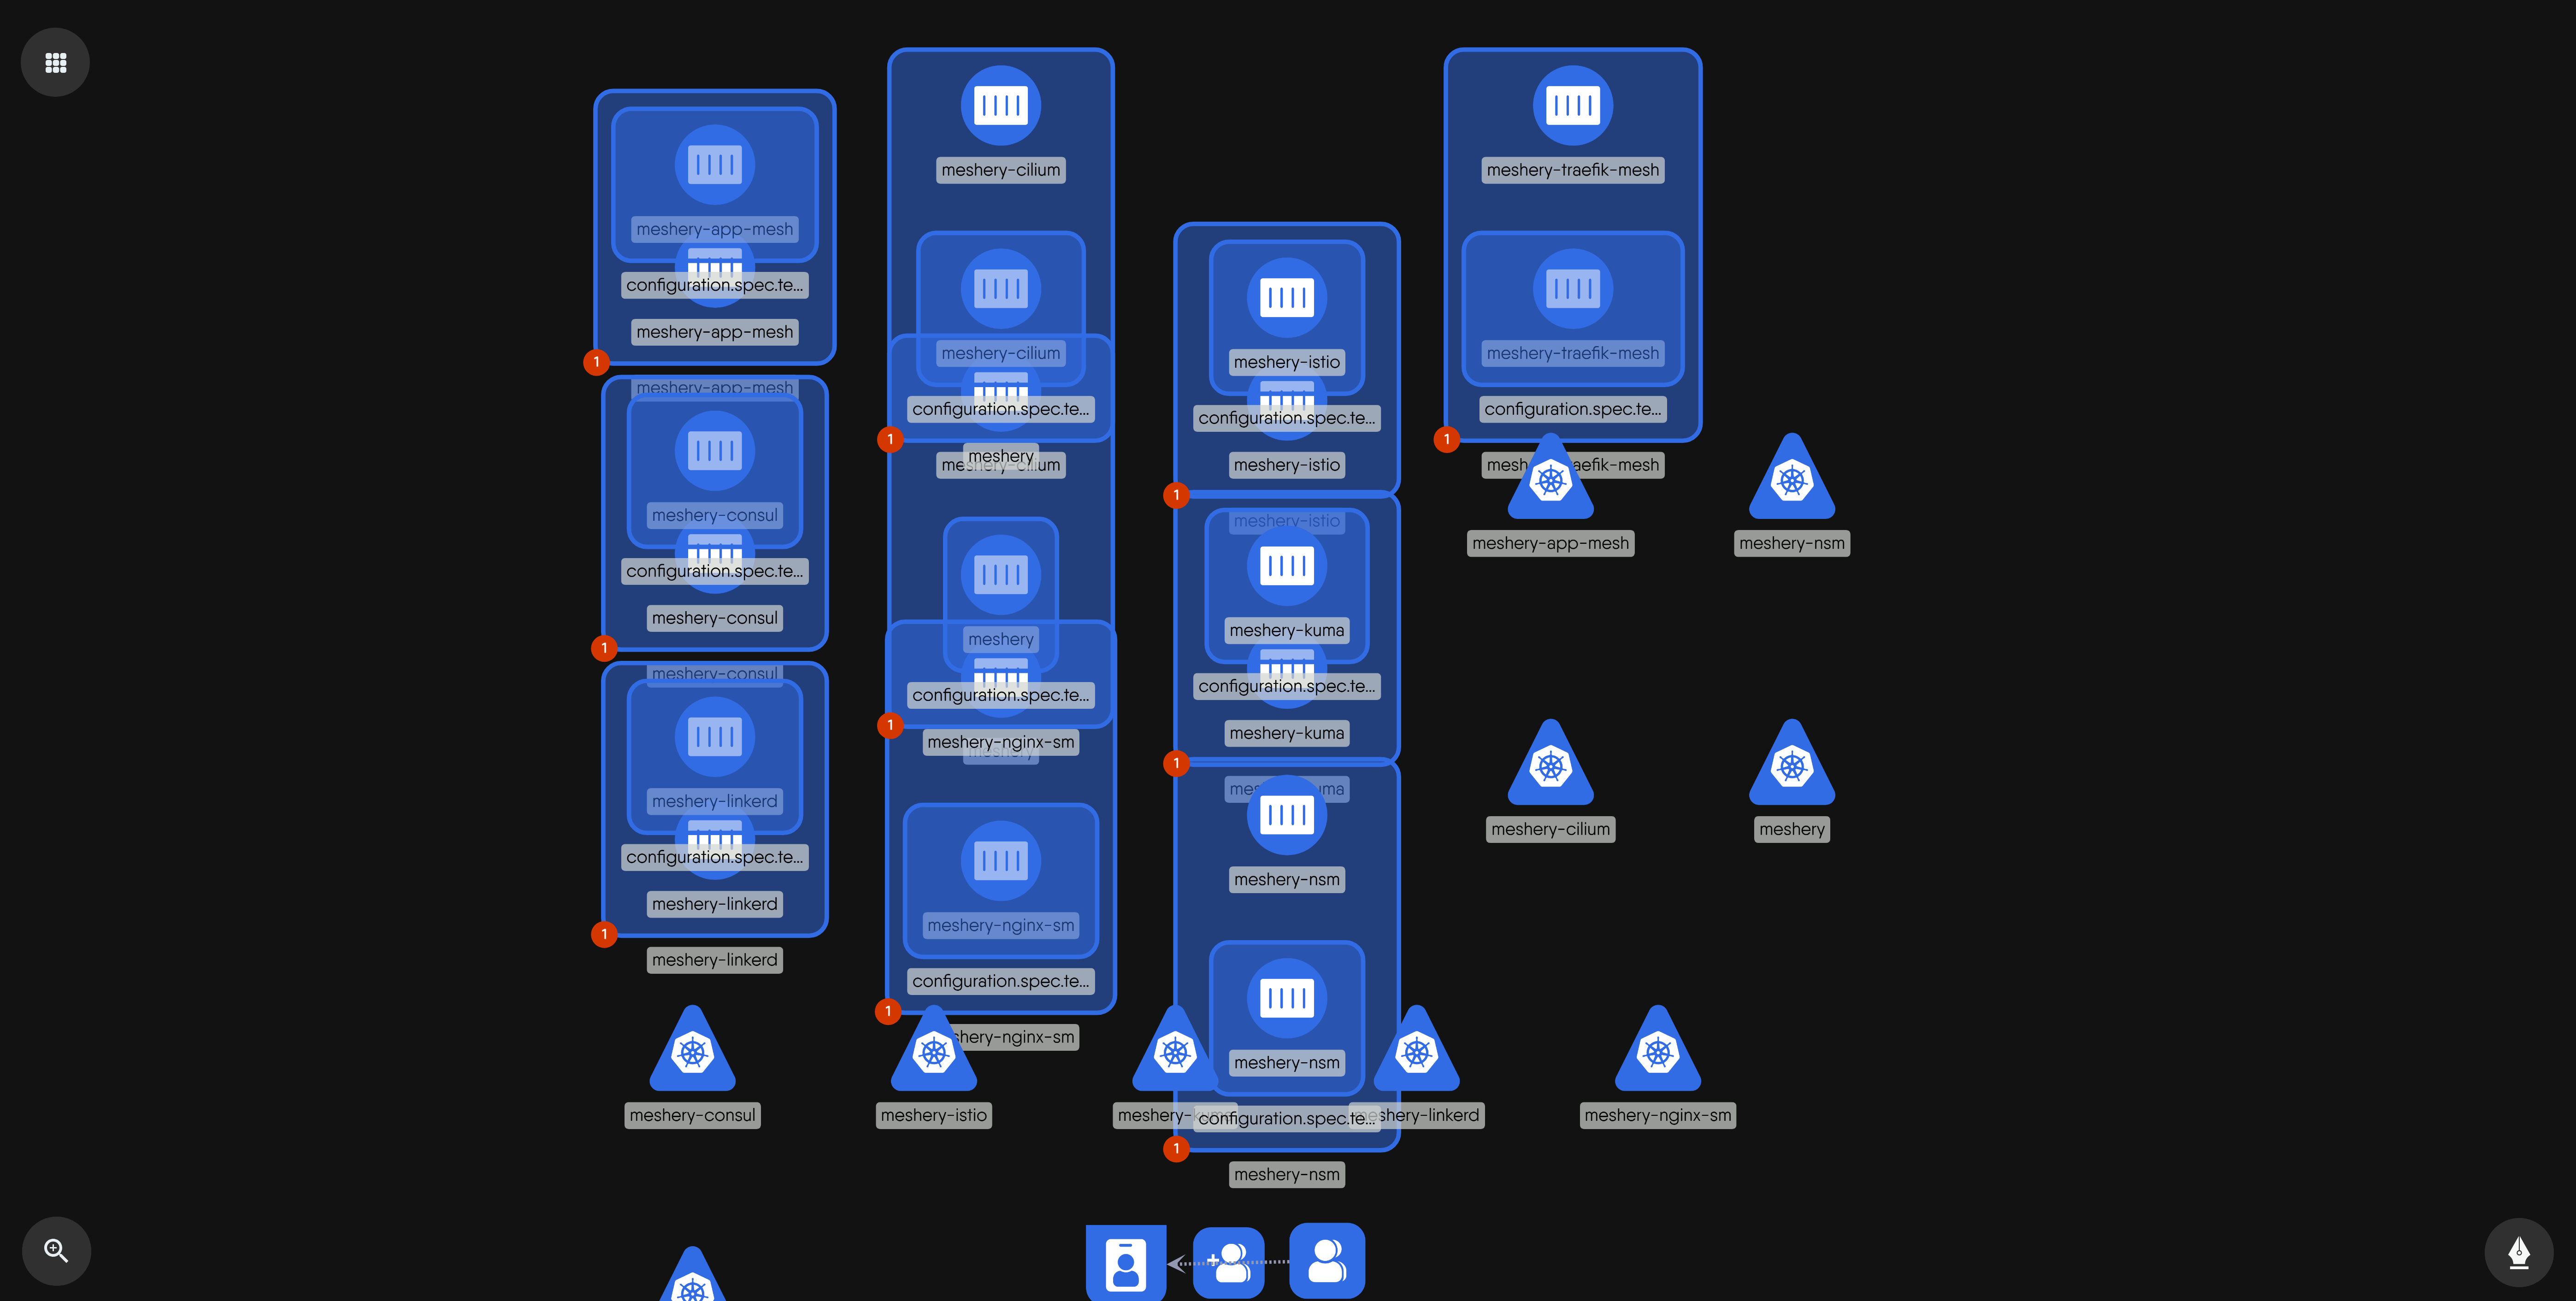 meshery-app-mesh
configuration.spec.te...
meshery-app-mesh
1
meshery-app-mesh
meshery-consul
configuration.spec.te...
meshery-consul
1
meshery-consul
meshery-linkerd
configuration.spec.te...
meshery-linkerd
1
meshery-linkerd
meshery-cilium
meshery-cilium
configuration.spec.te...
1
meshery
meshery-cilium
meshery
configuration.spec.te...
1
meshery-nginx-sm
meshery
meshery-nginx-sm
configuration.spec.te...
1
hery-nginx-sm
meshery-istio
configuration.spec.te...
meshery-istio
1
meshery-istio
meshery-kuma
configuration.spec.te...
meshery-kuma
1
mes uma
meshery-nsm
meshery-nsm
configuration.spec.te...
1
meshery-nsm
meshery-traefik-mesh
meshery-traefik-mesh
configuration.spec.te...
1
mesh aefik-mesh
meshery-app-mesh
meshery-nsm
meshery-cilium
meshery
meshery-consul
meshery-istio
meshery-kuma
shery-linkerd
meshery-nginx-sm